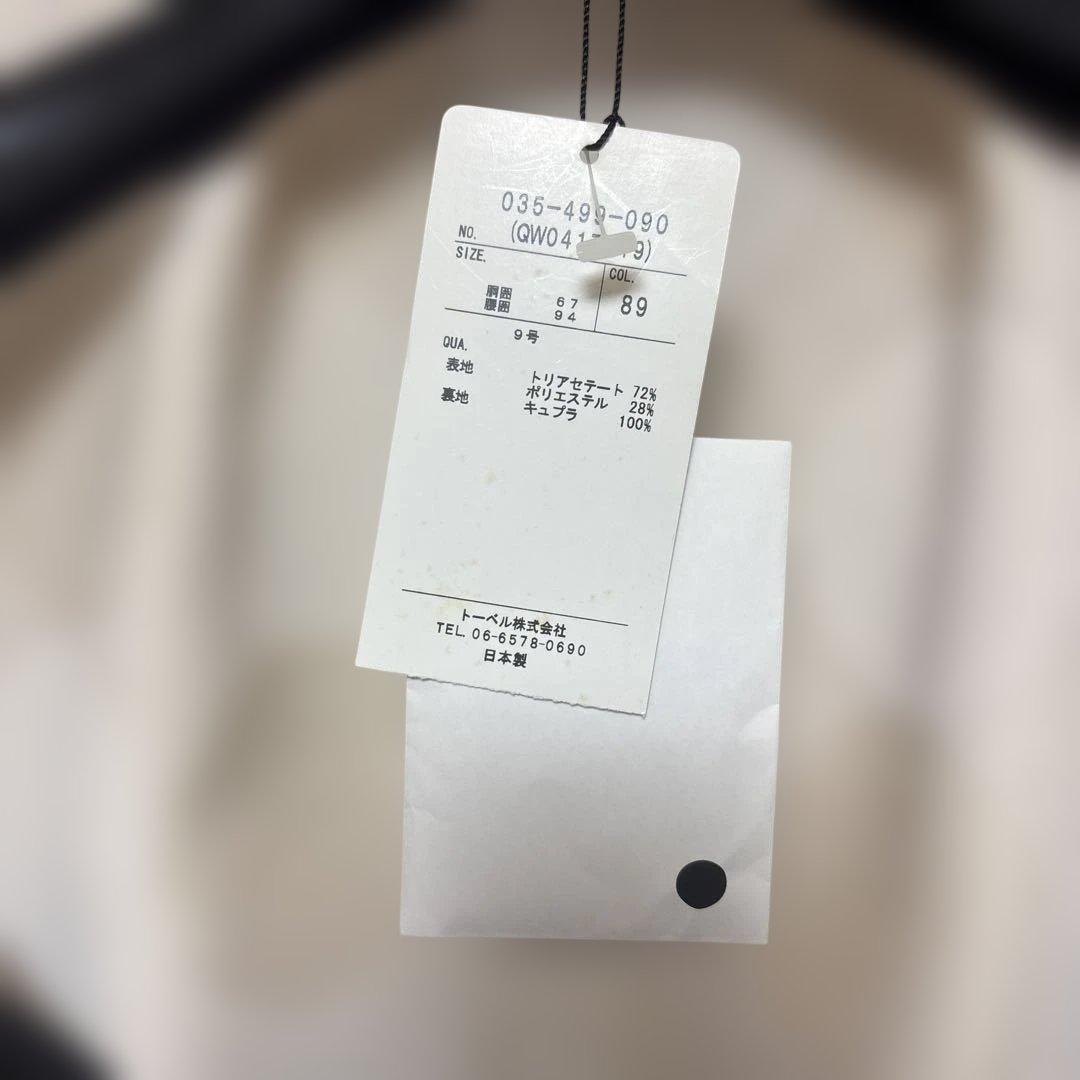 035-499-090
NO.
SIZE.
COL.
胴囲 67
腰囲 94
89
9号
QUA.
表地 トリアセテート 72%
ポリエステル 28%
裏地 キュプラ 100%
トーベル株式会社
TEL. 06-6578-0690
日本製